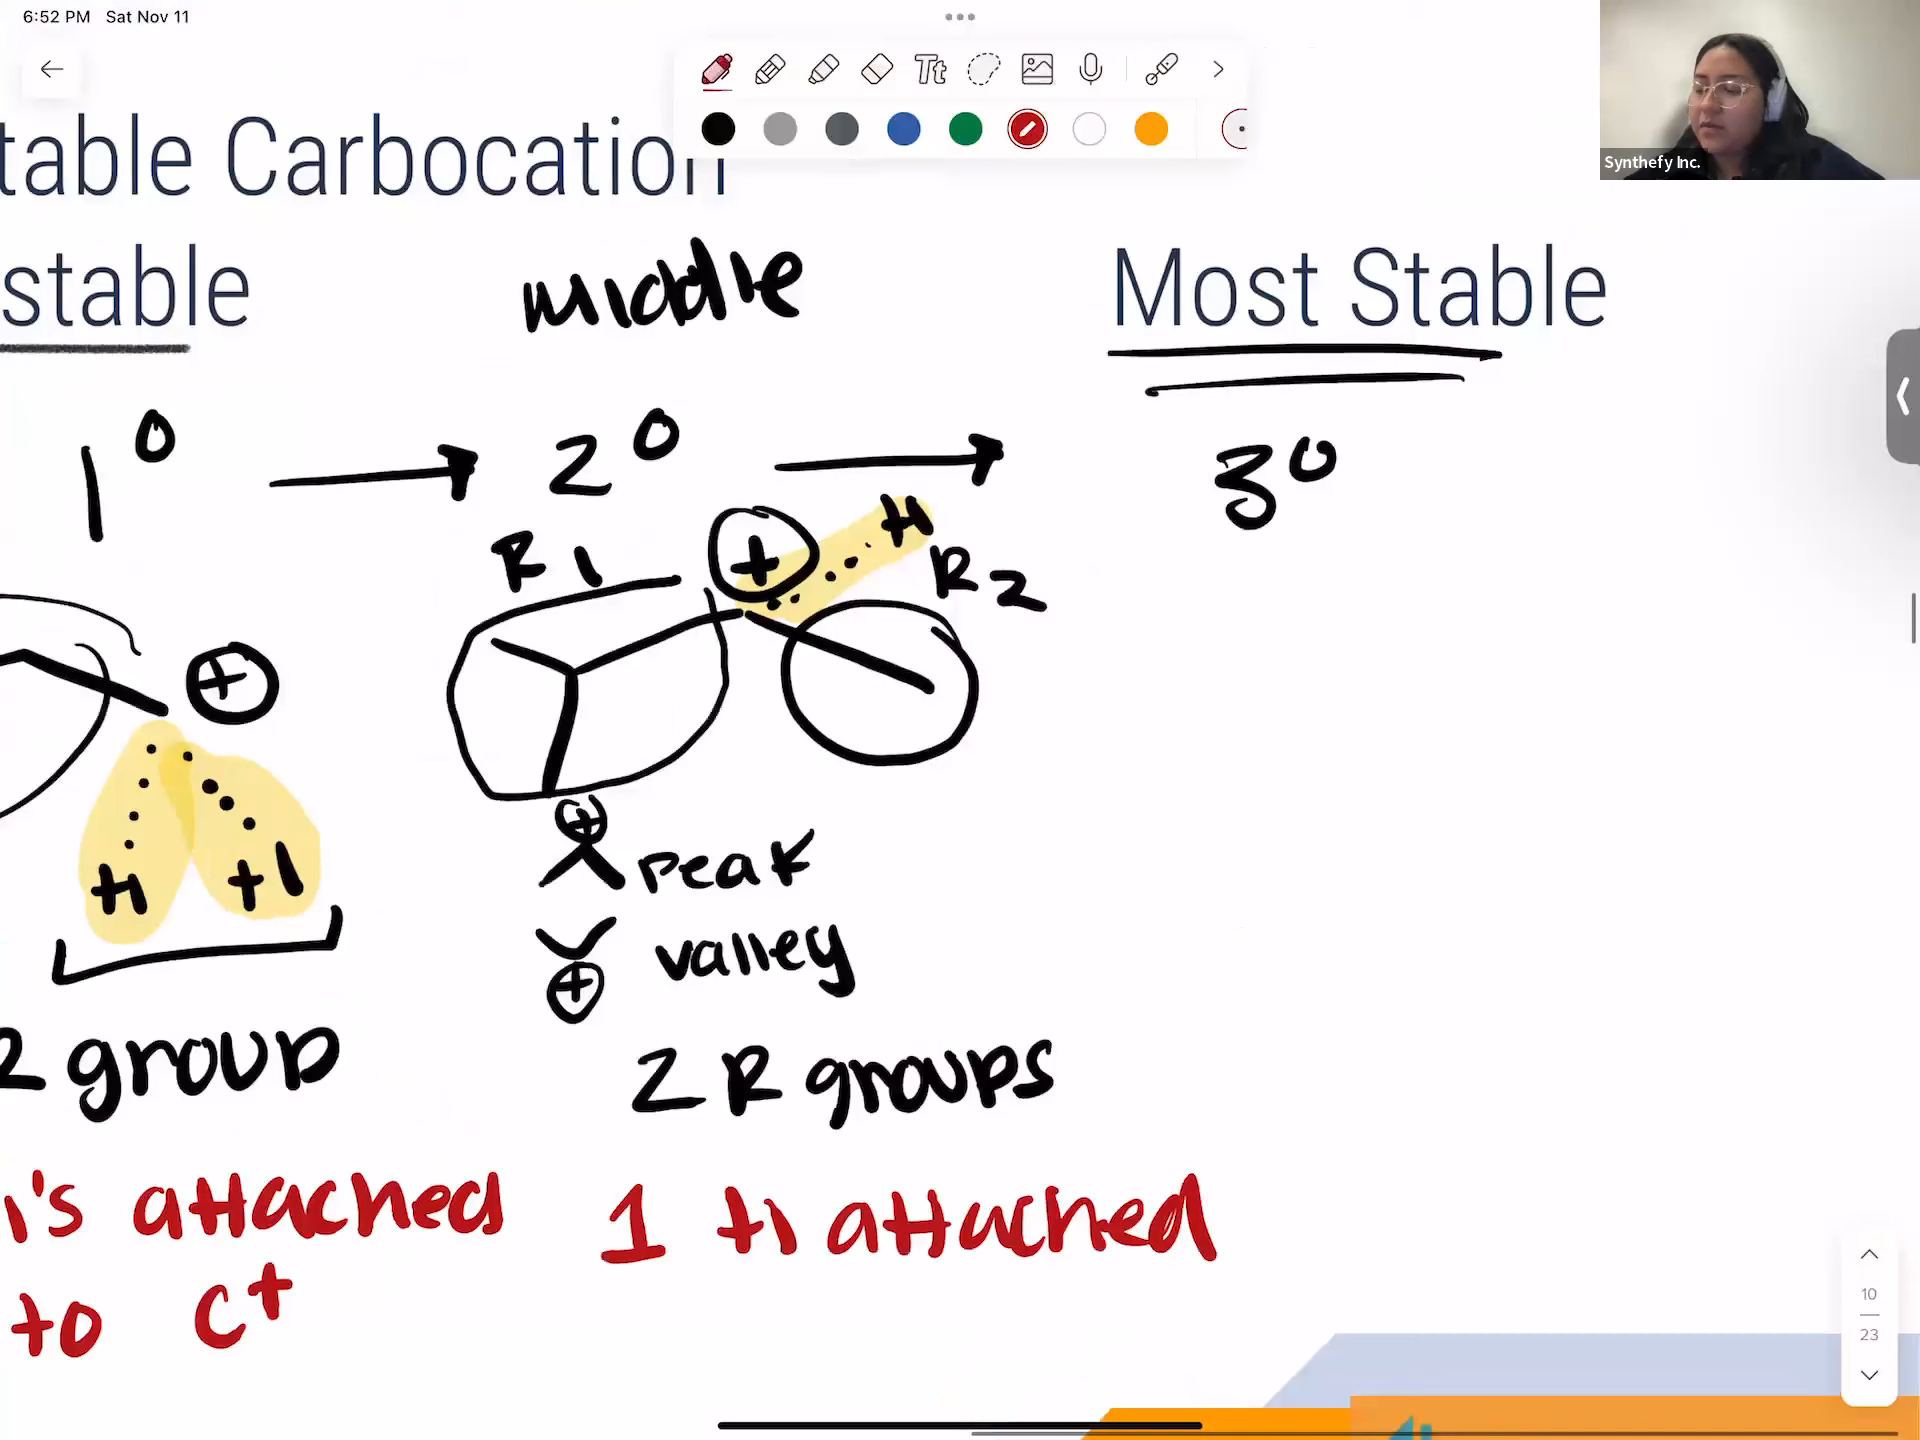 6:52 PM Sat Nov 11
Tt
Synthefy Inc.
table Carbocation
stable
Middle
Most Stable
1° → 2° → 3°
R1
+
H
R2
+
H H
+
peak
valley
+
R group
2 R groups
H's attached
to C+
1 H attached
10
23